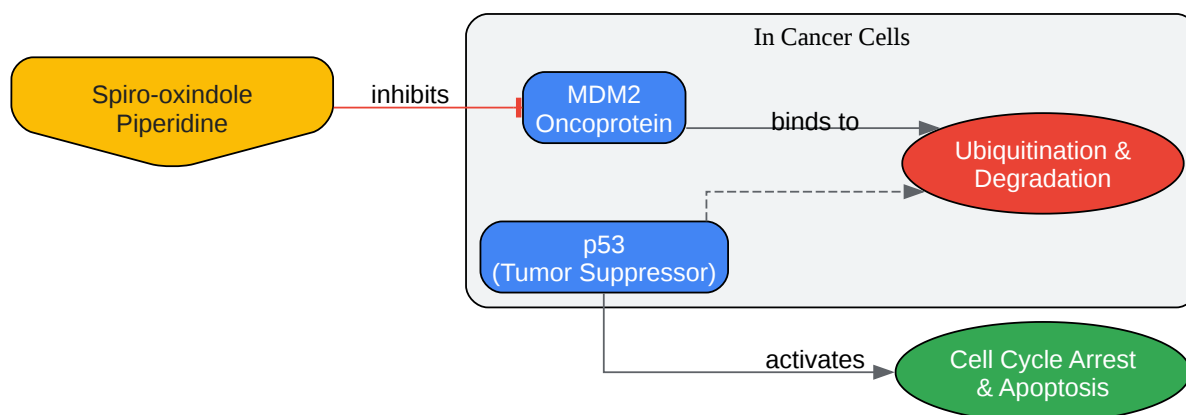 In Cancer Cells
Spiro-oxindole
Piperidine
inhibits
MDM2
Oncoprotein
binds to
Ubiquitination &
Degradation
p53
(Tumor Suppressor)
activates
Cell Cycle Arrest
& Apoptosis